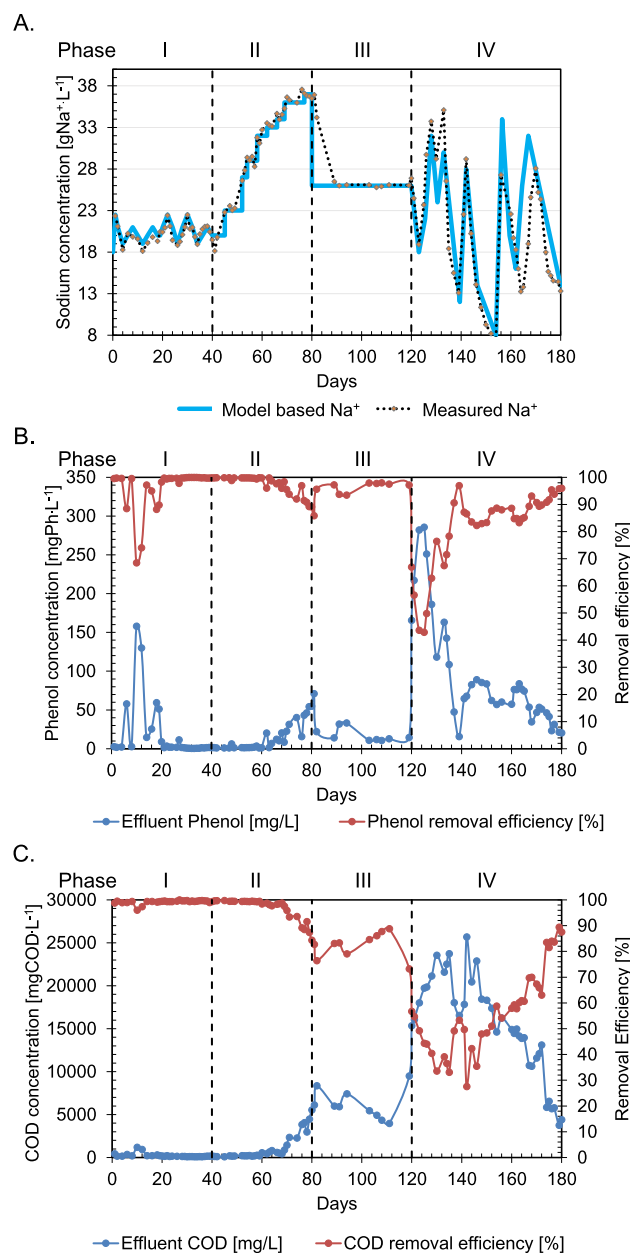 A.
Phase I II III IV
Sodium concentration [gNa⁺·L⁻¹]
38
33
28
23
18
13
8
0 20 40 60 80 100 120 140 160 180
Days
Model based Na⁺ Measured Na⁺
B.
Phase I II III IV
Phenol concentration [mgPh·L⁻¹]
350
300
250
200
150
100
50
0
100
90
80
70
60
50
40
30
20
10
0
Removal efficiency [%]
0 20 40 60 80 100 120 140 160 180
Days
Effluent Phenol [mg/L] Phenol removal efficiency [%]
C.
Phase I II III IV
COD concentration [mgCOD·L⁻¹]
30000
25000
20000
15000
10000
5000
0
100
90
80
70
60
50
40
30
20
10
0
Removal Efficiency [%]
0 20 40 60 80 100 120 140 160 180
Days
Effluent COD [mg/L] COD removal efficiency [%]